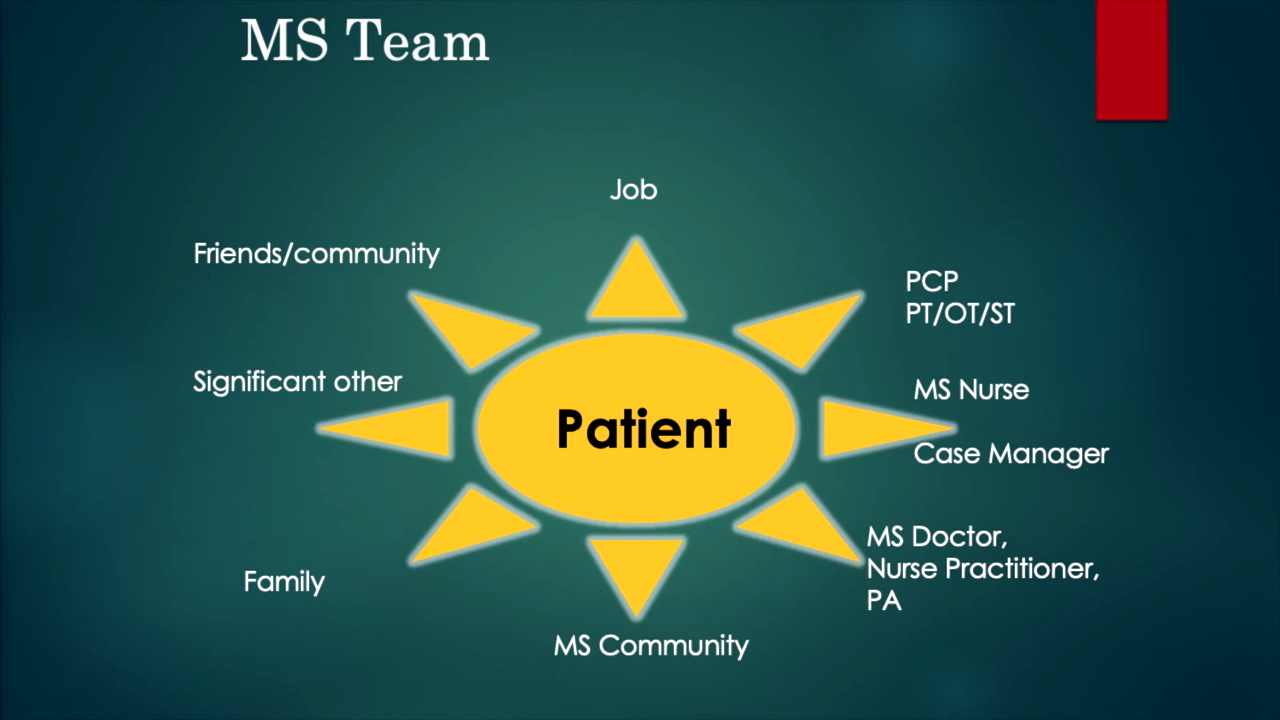 MS Team
Job
Friends/community
PCP
PT/OT/ST
Significant other
MS Nurse
Patient
Case Manager
MS Doctor,
Nurse Practitioner,
PA
Family
MS Community